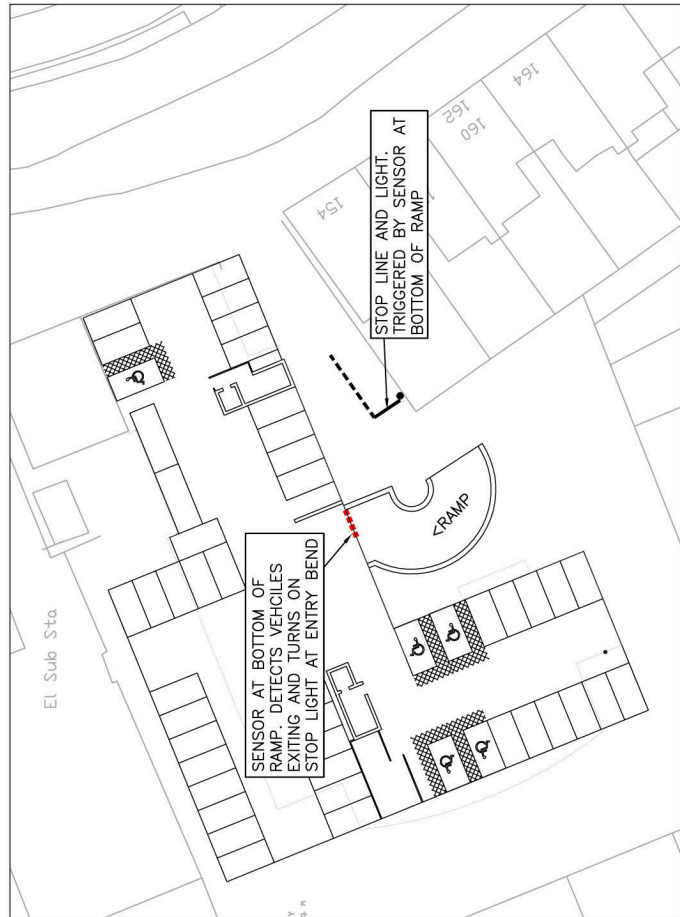 El Sub Sta
164
162
160
154
STOP LINE AND LIGHT.
TRIGGERED BY SENSOR AT
BOTTOM OF RAMP
SENSOR AT BOTTOM OF
RAMP. DETECTS VEHCILES
EXITING AND TURNS ON
STOP LIGHT AT ENTRY BEND
<RAMP